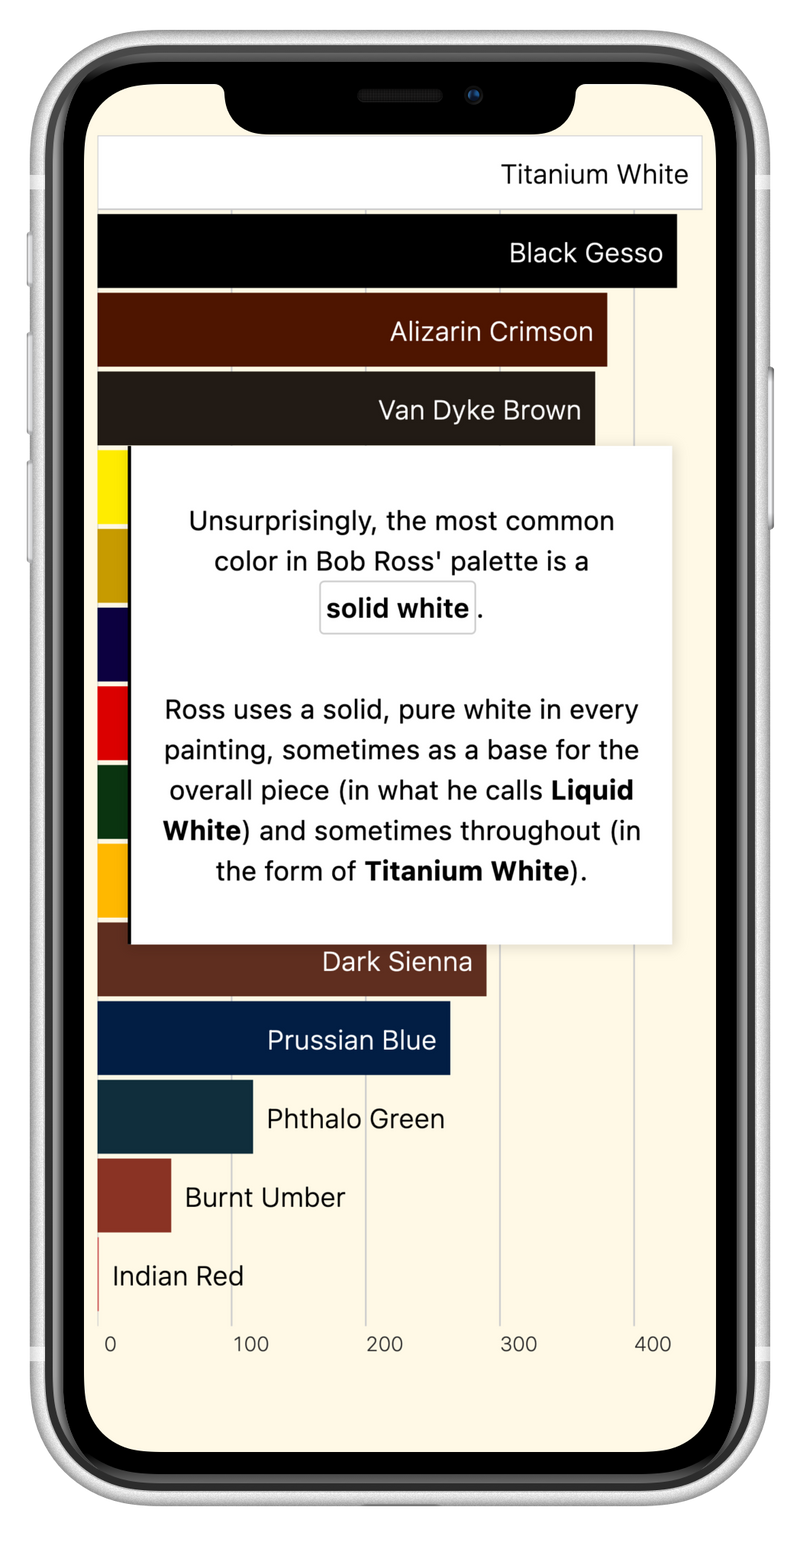 Titanium White
Black Gesso
Alizarin Crimson
Van Dyke Brown
Unsurprisingly, the most common
color in Bob Ross' palette is a
solid white.
Ross uses a solid, pure white in every
painting, sometimes as a base for the
overall piece (in what he calls Liquid
White) and sometimes throughout (in
the form of Titanium White).
Dark Sienna
Prussian Blue
Phthalo Green
Burnt Umber
Indian Red
0 100 200 300 400